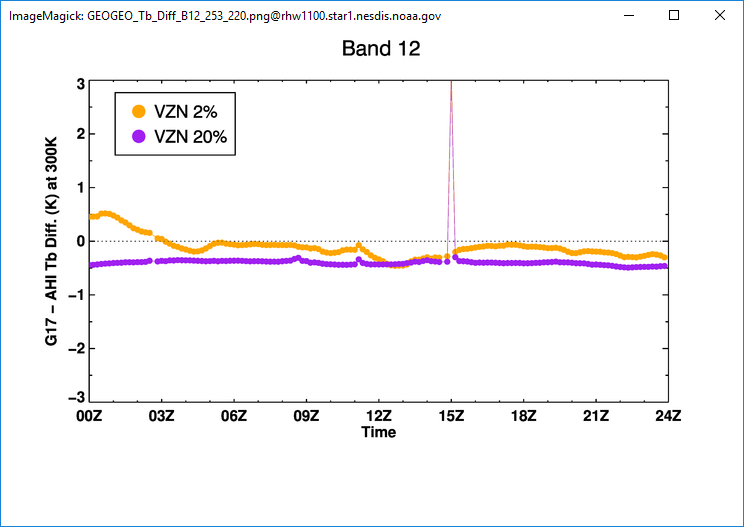 ImageMagick: GEOGEO_Tb_Diff_B12_253_220.png@rhw1100.star1.nesdis.noaa.gov
Band 12
VZN 2%
VZN 20%
G17 − AHI Tb Diff. (K) at 300K
3
2
1
0
−1
−2
−3
00Z 03Z 06Z 09Z 12Z 15Z 18Z 21Z 24Z
Time